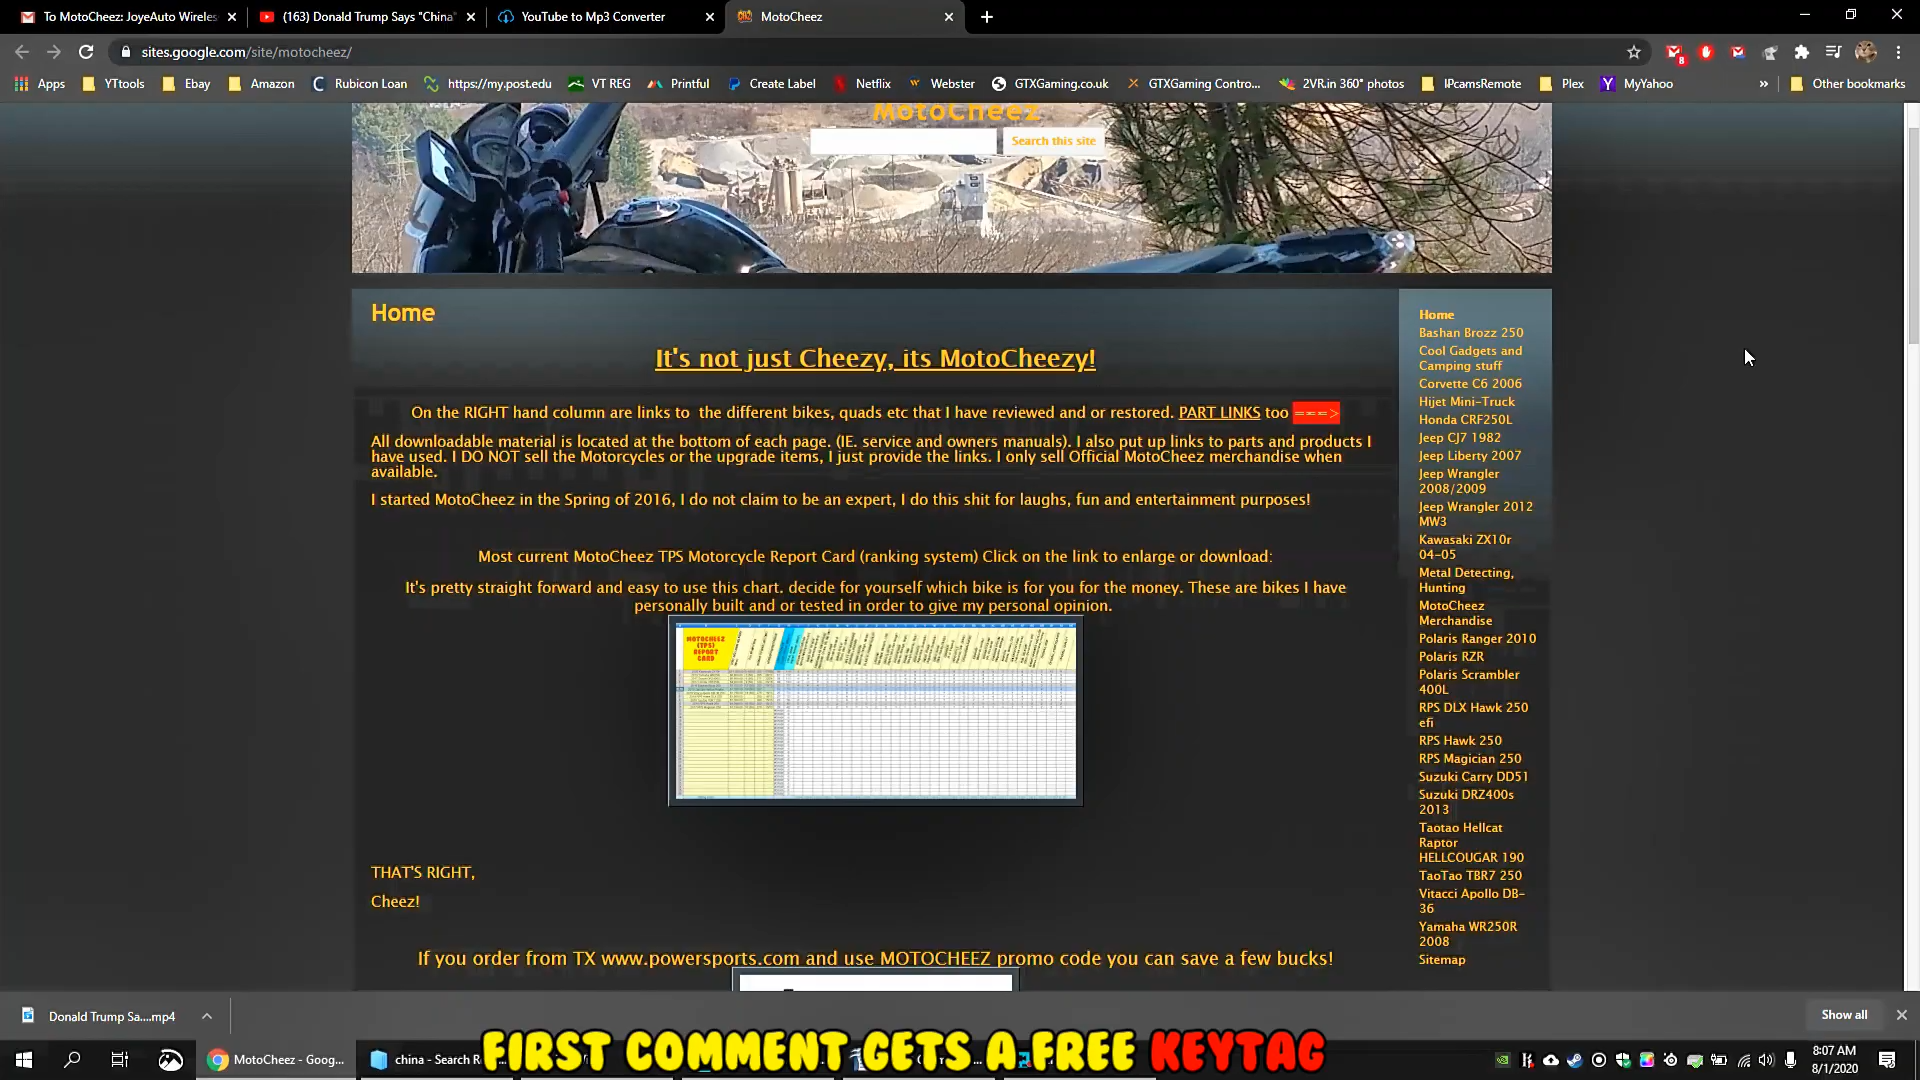 To MotoCheez: JoyeAuto Wireles
(163) Donald Trump Says "China"
YouTube to Mp3 Converter
MotoCheez
sites.google.com/site/motocheez/
8
Apps
YTtools
Ebay
Amazon
Rubicon Loan
https://my.post.edu
VT REG
Printful
Create Label
Netflix
Webster
GTXGaming.co.uk
GTXGaming Contro...
2VR.in 360° photos
IPcamsRemote
Plex
MyYahoo
»
Other bookmarks
MotoCheez
Search this site
Home
It's not just Cheezy, its MotoCheezy!
On the RIGHT hand column are links to the different bikes, quads etc that I have reviewed and or restored. PART LINKS too ===>
All downloadable material is located at the bottom of each page. (IE. service and owners manuals). I also put up links to parts and products I
have used. I DO NOT sell the Motorcycles or the upgrade items, I just provide the links. I only sell Official MotoCheez merchandise when
available.
I started MotoCheez in the Spring of 2016, I do not claim to be an expert, I do this shit for laughs, fun and entertainment purposes!
Most current MotoCheez TPS Motorcycle Report Card (ranking system) Click on the link to enlarge or download:
It's pretty straight forward and easy to use this chart. decide for yourself which bike is for you for the money. These are bikes I have
personally built and or tested in order to give my personal opinion.
MOTOCHEEZ
(TPS)
REPORT
CARD
THAT'S RIGHT,
Cheez!
If you order from TX www.powersports.com and use MOTOCHEEZ promo code you can save a few bucks!
Home
Bashan Brozz 250
Cool Gadgets and
Camping stuff
Corvette C6 2006
Hijet Mini-Truck
Honda CRF250L
Jeep CJ7 1982
Jeep Liberty 2007
Jeep Wrangler
2008/2009
Jeep Wrangler 2012
MW3
Kawasaki ZX10r
04-05
Metal Detecting,
Hunting
MotoCheez
Merchandise
Polaris Ranger 2010
Polaris RZR
Polaris Scrambler
400L
RPS DLX Hawk 250
efi
RPS Hawk 250
RPS Magician 250
Suzuki Carry DD51
Suzuki DRZ400s
2013
Taotao Hellcat
Raptor
HELLCOUGAR 190
TaoTao TBR7 250
Vitacci Apollo DB-
36
Yamaha WR250R
2008
Sitemap
Donald Trump Sa....mp4
Show all
MotoCheez - Goog...
china - Search Re
FIRST COMMENT GETS A FREE KEYTAG
8:07 AM
8/1/2020